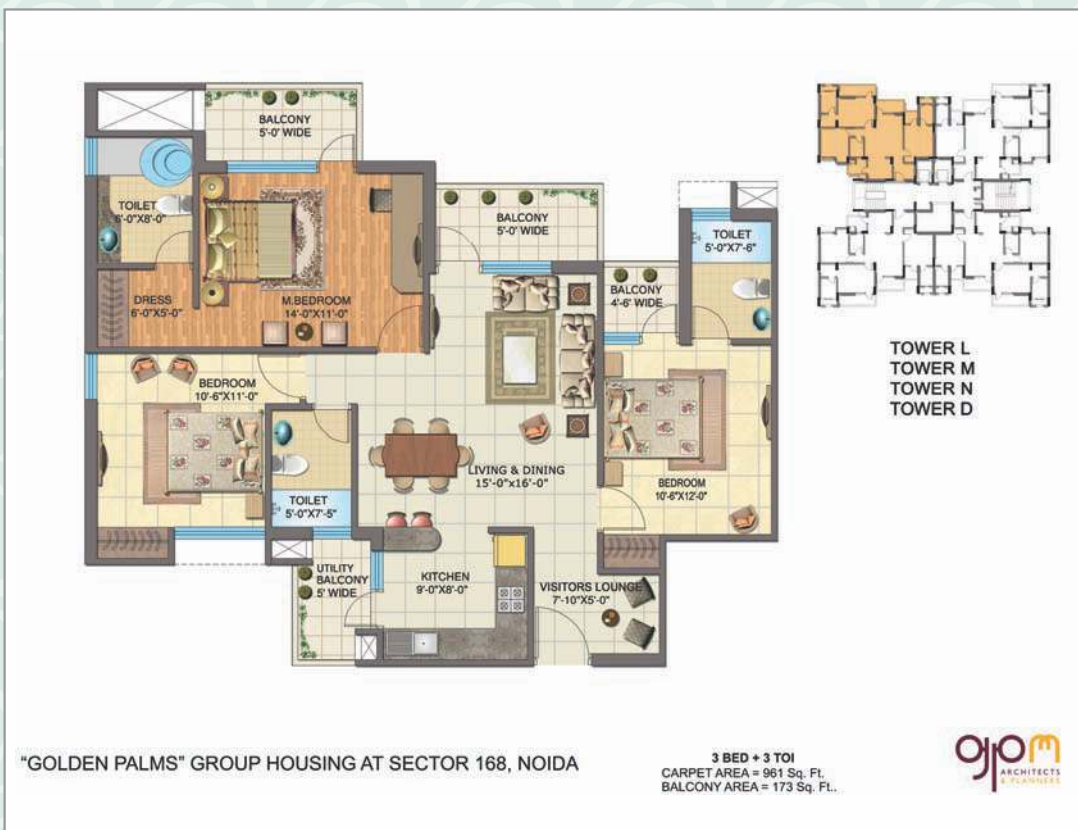 BALCONY
5'-0" WIDE
TOILET
6'-0"X8'-0"
DRESS
6'-0"X5'-0"
M.BEDROOM
14'-0"X11'-0"
BALCONY
5'-0" WIDE
BALCONY
4'-6" WIDE
TOILET
5'-0"X7'-6"
BEDROOM
10'-6"X11'-0"
TOILET
5'-0"X7'-5"
LIVING & DINING
15'-0"x16'-0"
BEDROOM
10'-6"X12'-0"
UTILITY
BALCONY
5' WIDE
KITCHEN
9'-0"X8'-0"
VISITORS LOUNGE
7'-10"X5'-0"
TOWER L
TOWER M
TOWER N
TOWER D
"GOLDEN PALMS" GROUP HOUSING AT SECTOR 168, NOIDA
3 BED + 3 TOI
CARPET AREA = 961 Sq. Ft.
BALCONY AREA = 173 Sq. Ft..
gpm
ARCHITECTS
& PLANNERS